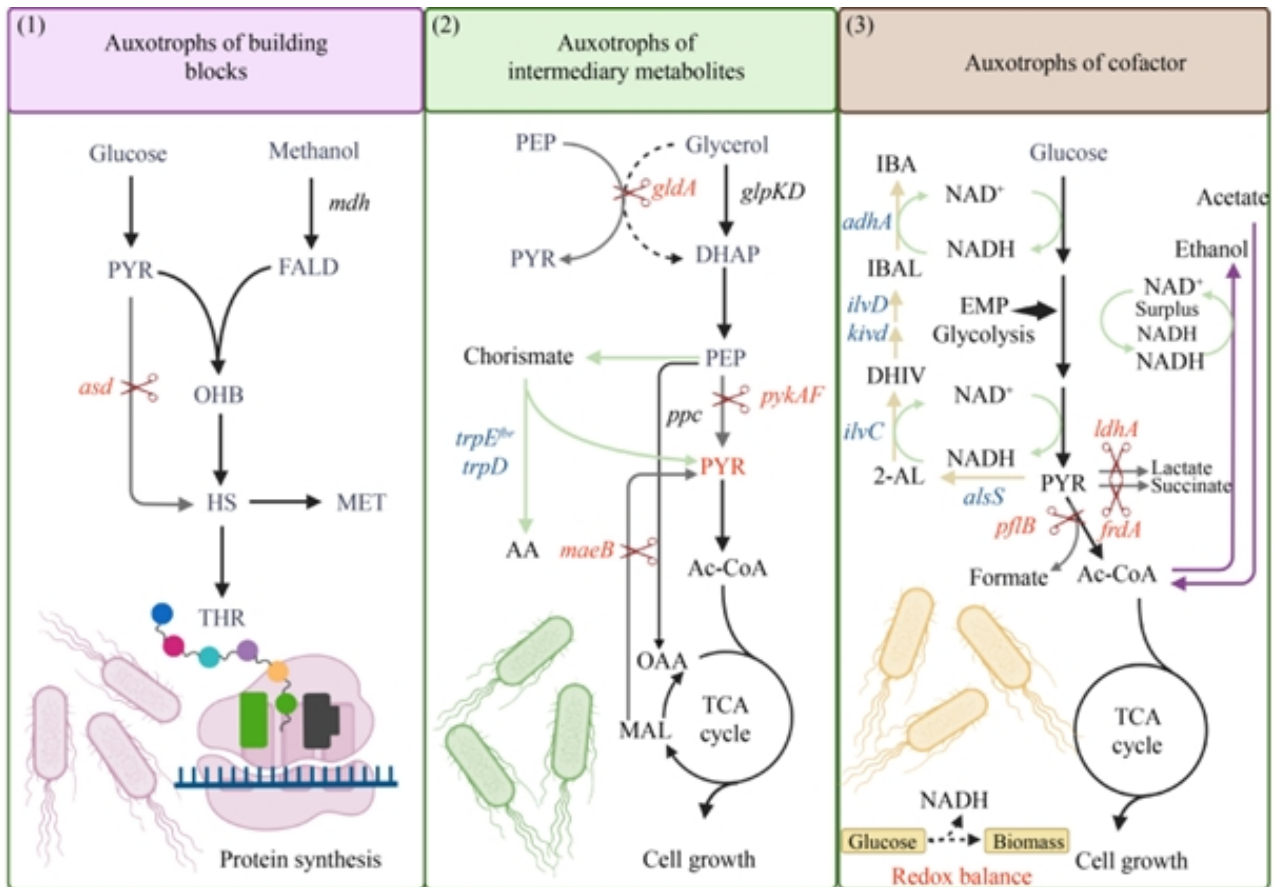 (1)
Auxotrophs of building
blocks
Glucose
Methanol
mdh
PYR
FALD
asd
OHB
HS
MET
THR
Protein synthesis
(2)
Auxotrophs of
intermediary metabolites
PEP
Glycerol
gldA
glpKD
PYR
DHAP
Chorismate
PEP
ppc
pykAF
trpE^fbr
trpD
PYR
AA
maeB
Ac-CoA
OAA
MAL
TCA
cycle
Cell growth
(3)
Auxotrophs of cofactor
IBA
Glucose
NAD⁺
Acetate
adhA
NADH
Ethanol
IBAL
ilvD
kivd
EMP
Glycolysis
NAD⁺
Surplus
NADH
NADH
DHIV
NAD⁺
ilvC
ldhA
NADH
2-AL
PYR
Lactate
Succinate
alsS
pflB
frdA
Formate
Ac-CoA
TCA
cycle
NADH
Glucose
Biomass
Cell growth
Redox balance